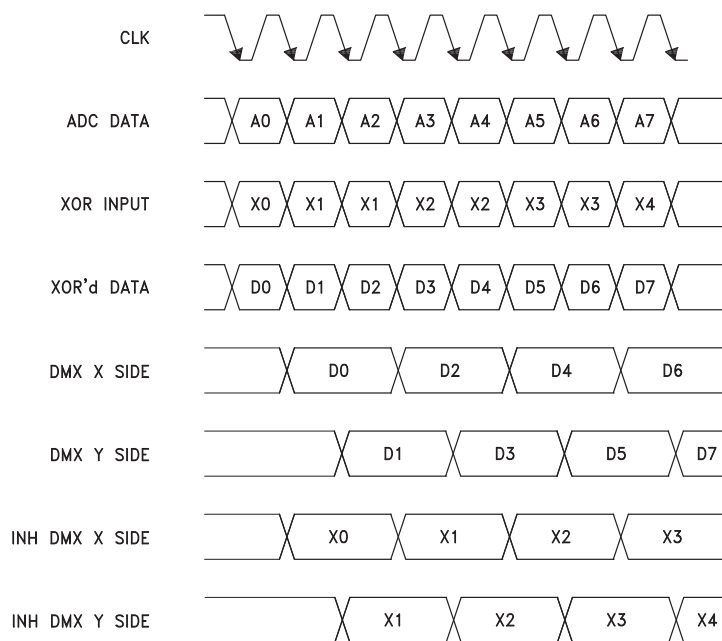 CLK
ADC DATA A0 A1 A2 A3 A4 A5 A6 A7
XOR INPUT X0 X1 X1 X2 X2 X3 X3 X4
XOR'd DATA D0 D1 D2 D3 D4 D5 D6 D7
DMX X SIDE D0 D2 D4 D6
DMX Y SIDE D1 D3 D5 D7
INH DMX X SIDE X0 X1 X2 X3
INH DMX Y SIDE X1 X2 X3 X4